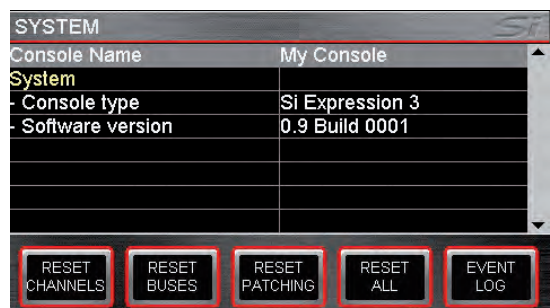 SYSTEM Si
Console Name My Console
System
- Console type Si Expression 3
- Software version 0.9 Build 0001
RESET CHANNELS
RESET BUSES
RESET PATCHING
RESET ALL
EVENT LOG